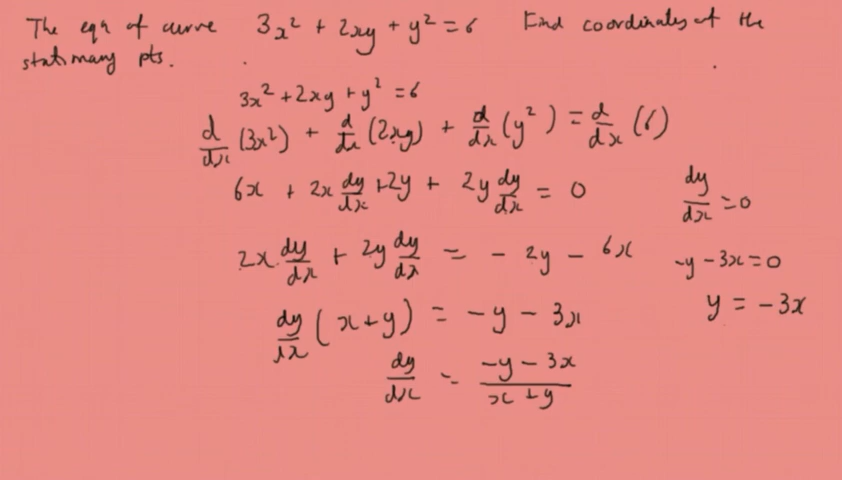 The eqn of curve 3x² + 2xy + y² = 6 Find coordinates of the
stationary pts.
3x² + 2xy + y² = 6
d/dx (3x²) + d/dx (2xy) + d/dx (y²) = d/dx (6)
6x + 2x dy/dx + 2y + 2y dy/dx = 0
2x dy/dx + 2y dy/dx = - 2y - 6x
dy/dx (x+y) = -y - 3x
dy/dx = (-y - 3x)/(x + y)
dy/dx = 0
-y - 3x = 0
y = -3x